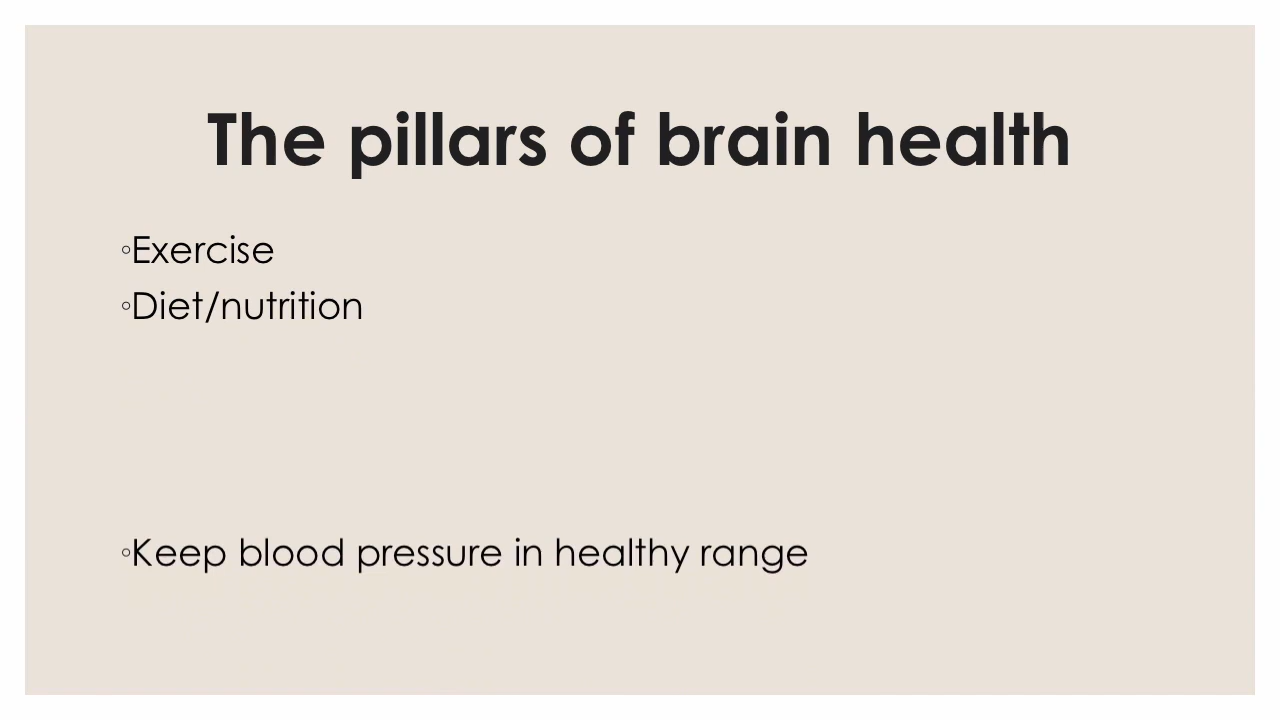 The pillars of brain health
◦Exercise
◦Diet/nutrition
◦Keep blood pressure in healthy range